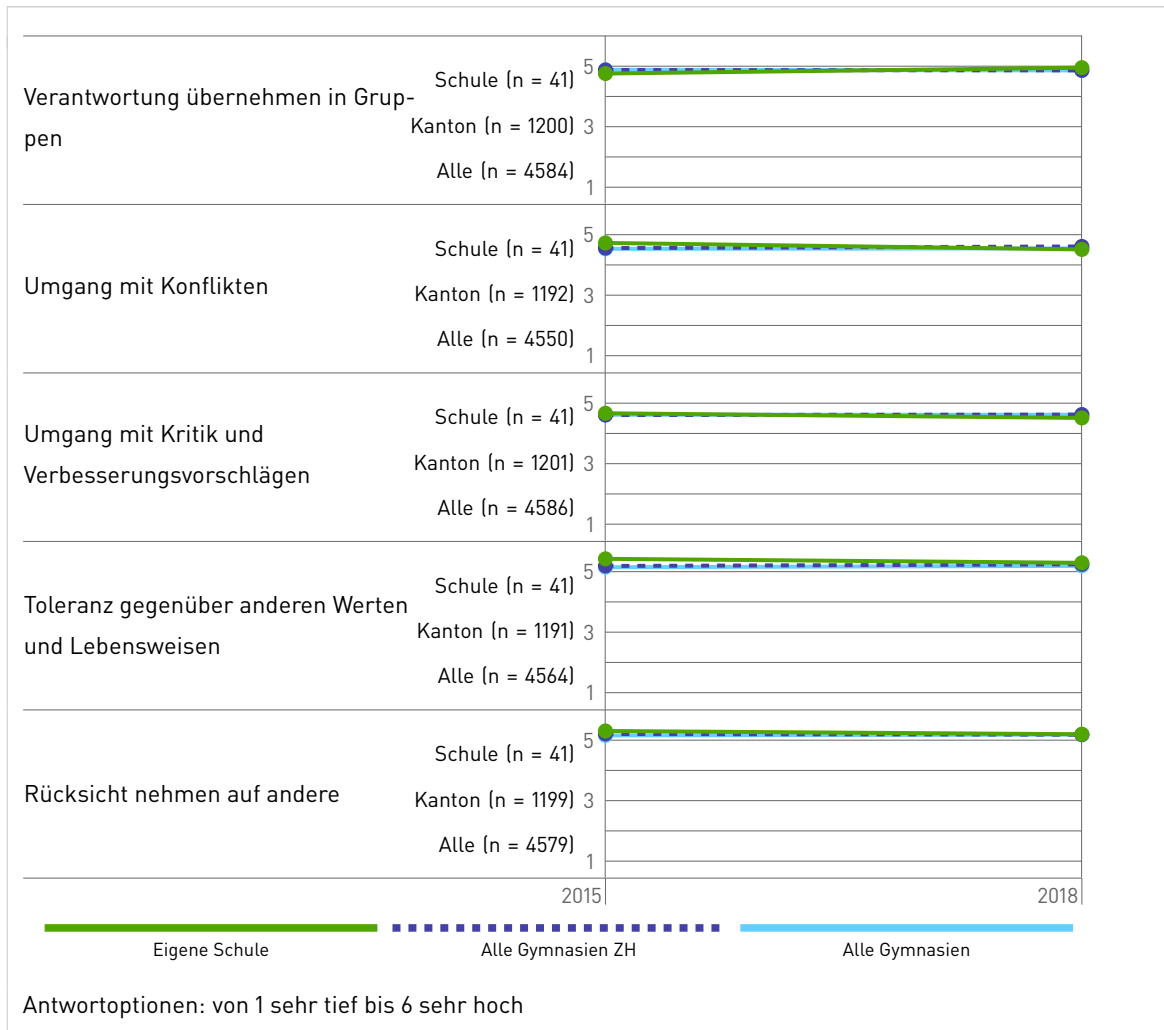 Verantwortung übernehmen in Grup-
pen
Schule (n = 41)
Kanton (n = 1200)
Alle (n = 4584)
5
3
1
Umgang mit Konflikten
Schule (n = 41)
Kanton (n = 1192)
Alle (n = 4550)
5
3
1
Umgang mit Kritik und
Verbesserungsvorschlägen
Schule (n = 41)
Kanton (n = 1201)
Alle (n = 4586)
5
3
1
Toleranz gegenüber anderen Werten
und Lebensweisen
Schule (n = 41)
Kanton (n = 1191)
Alle (n = 4564)
5
3
1
Rücksicht nehmen auf andere
Schule (n = 41)
Kanton (n = 1199)
Alle (n = 4579)
5
3
1
2015
2018
Eigene Schule
Alle Gymnasien ZH
Alle Gymnasien
Antwortoptionen: von 1 sehr tief bis 6 sehr hoch